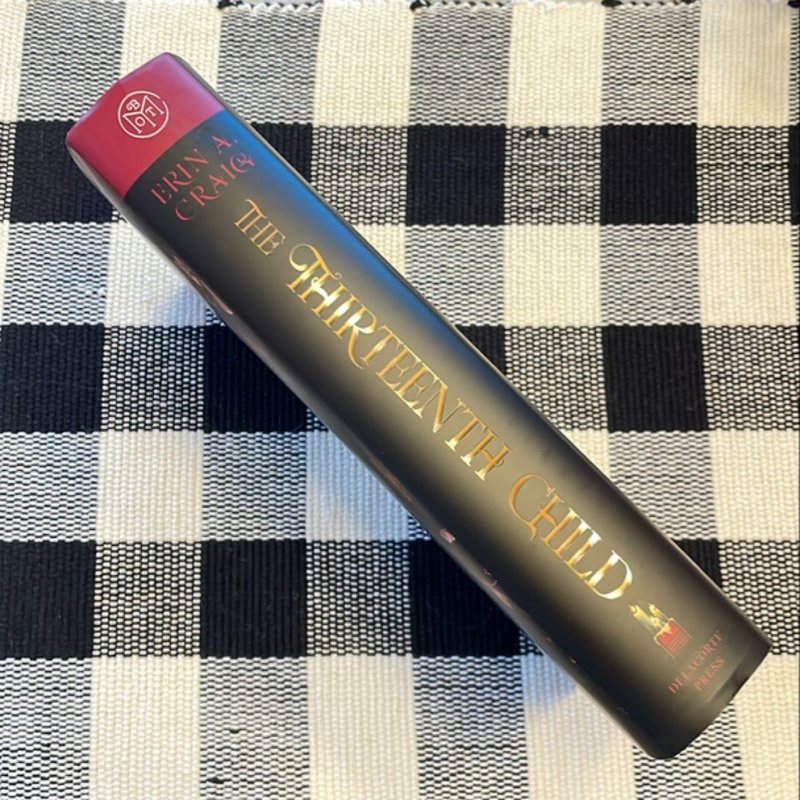 BOTM
ERIN A.
CRAIG
THE THIRTEENTH CHILD
DELACORTE
PRESS